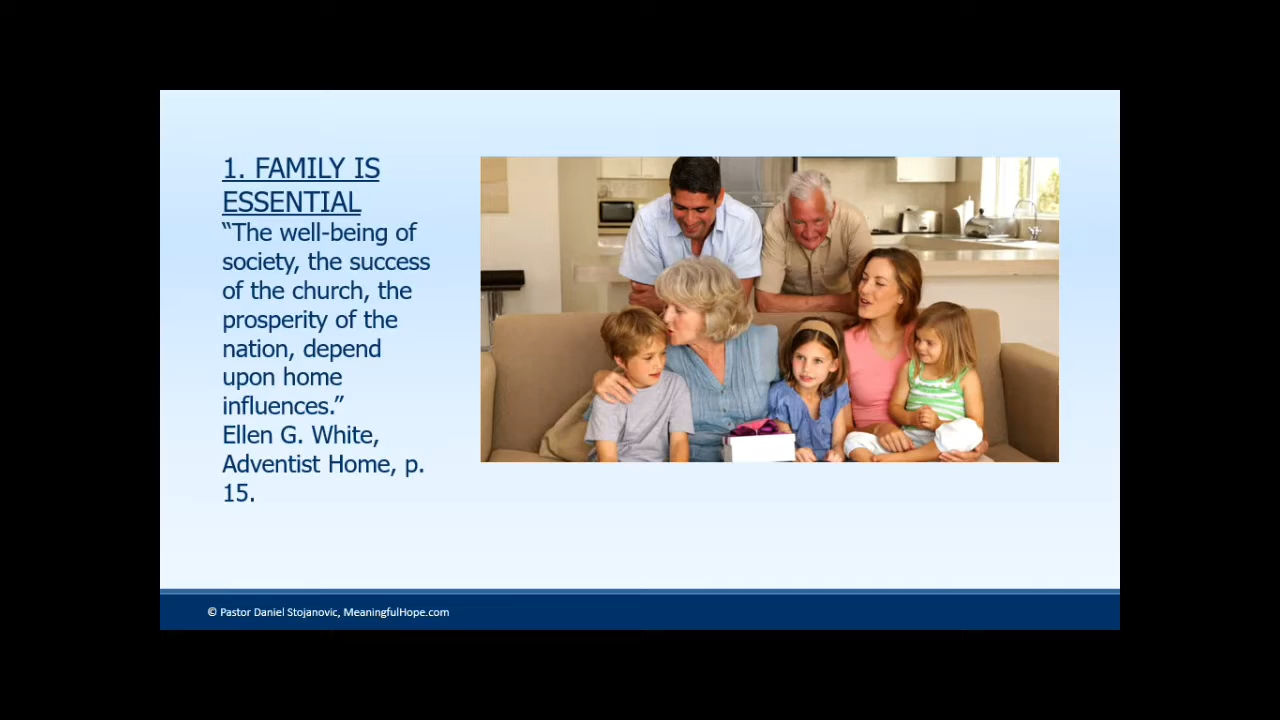 1. FAMILY IS
ESSENTIAL
“The well-being of
society, the success
of the church, the
prosperity of the
nation, depend
upon home
influences.”
Ellen G. White,
Adventist Home, p.
15.
© Pastor Daniel Stojanovic, MeaningfulHope.com